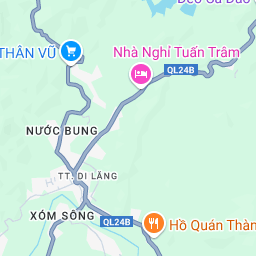 THÂN VŨ
Nhà Nghỉ Tuấn Trâm
QL24B
NƯỚC BUNG
TT. DI LĂNG
XÓM SÔNG
QL24B
Hồ Quán Thàn